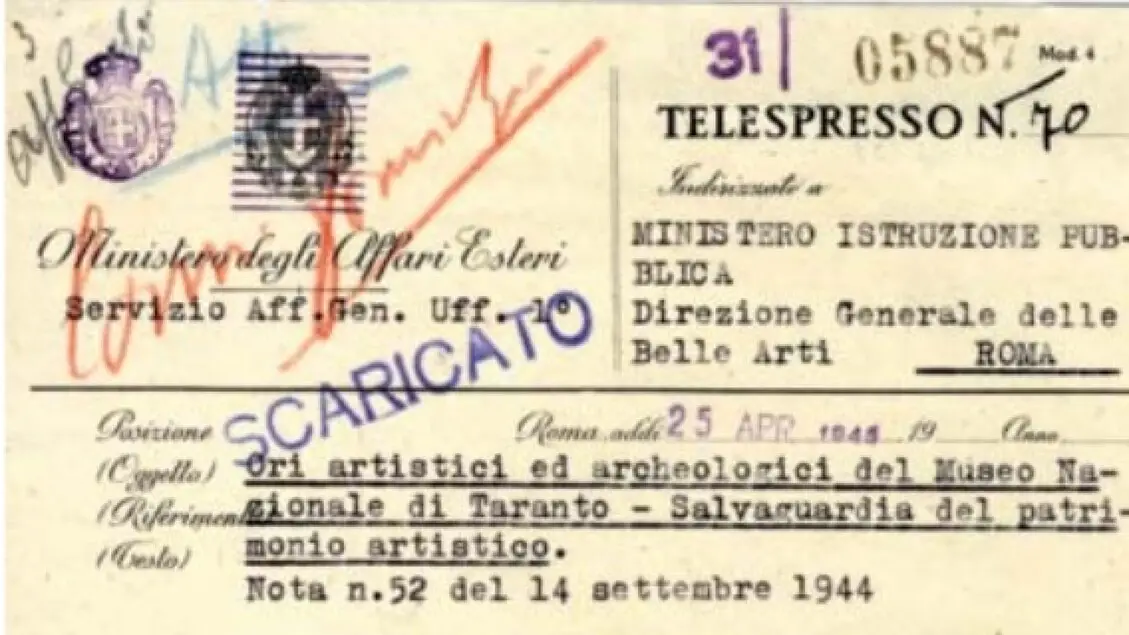 31 05887 Mod. 4
TELESPRESSO N. 70
Indirizzato a
MINISTERO ISTRUZIONE PUB-
BLICA
Direzione Generale delle
Belle Arti ROMA
Ministero degli Affari Esteri
Servizio Aff.Gen. Uff. 1°
SCARICATO
Posizione Roma, addì 25 APR 19 Anno
(Oggetto) Ori artistici ed archeologici del Museo Na-
(Riferimento) zionale di Taranto - Salvaguardia del patri-
(Testo) monio artistico.
Nota n.52 del 14 settembre 1944